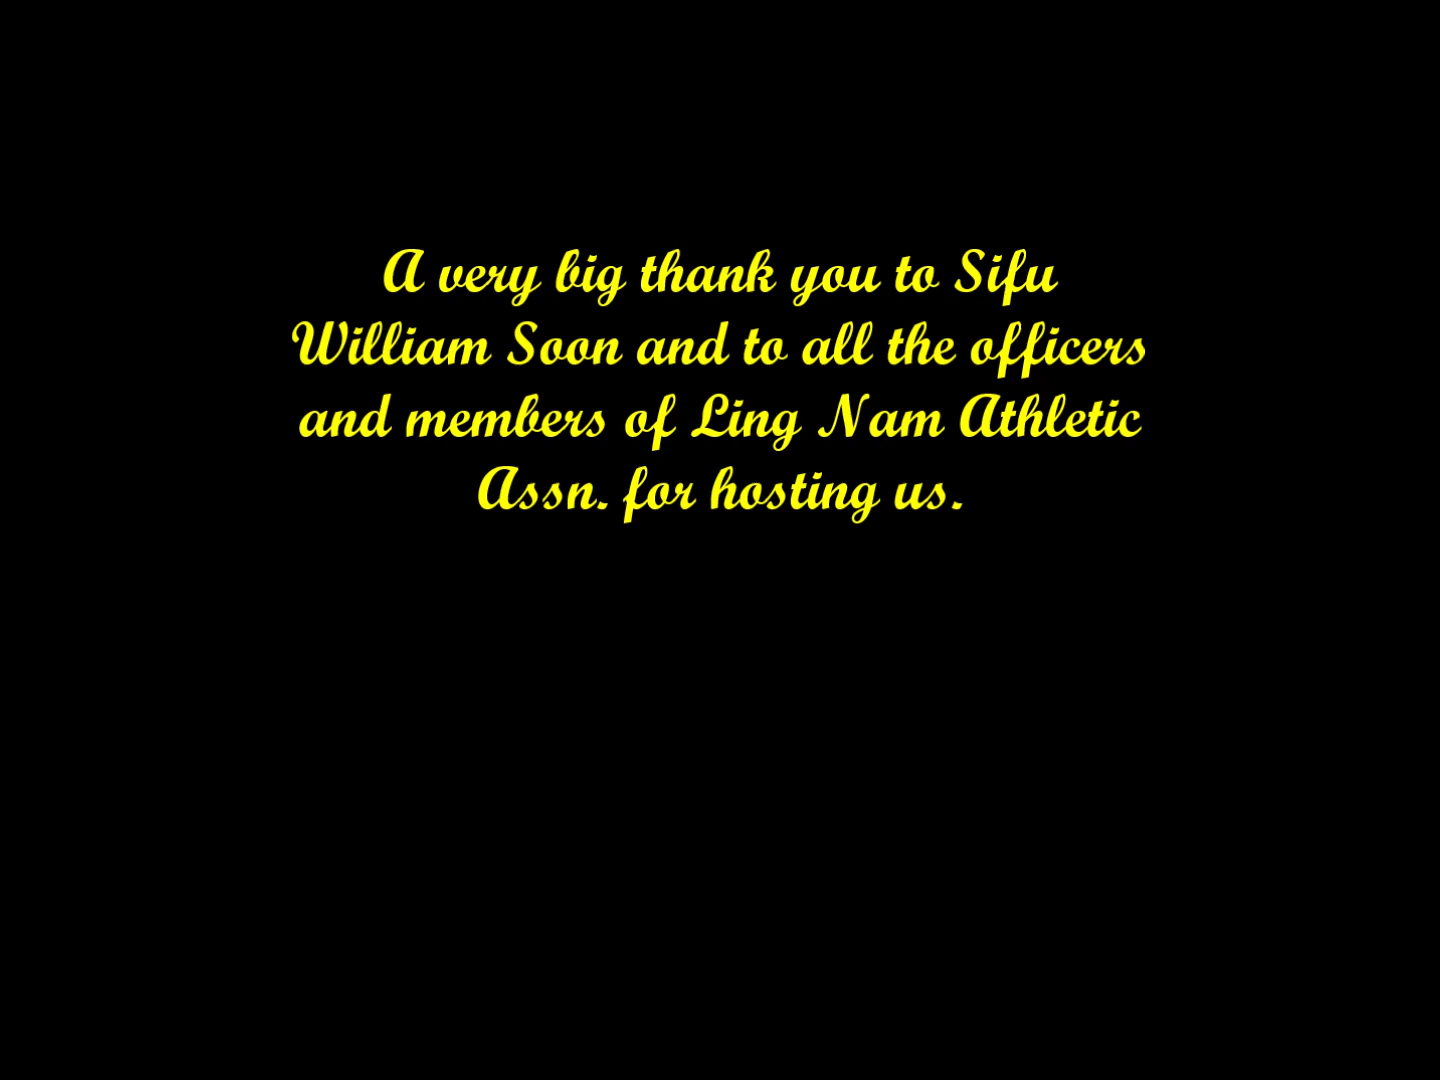 A very big thank you to Sifu
William Soon and to all the officers
and members of Ling Nam Athletic
Assn. for hosting us.